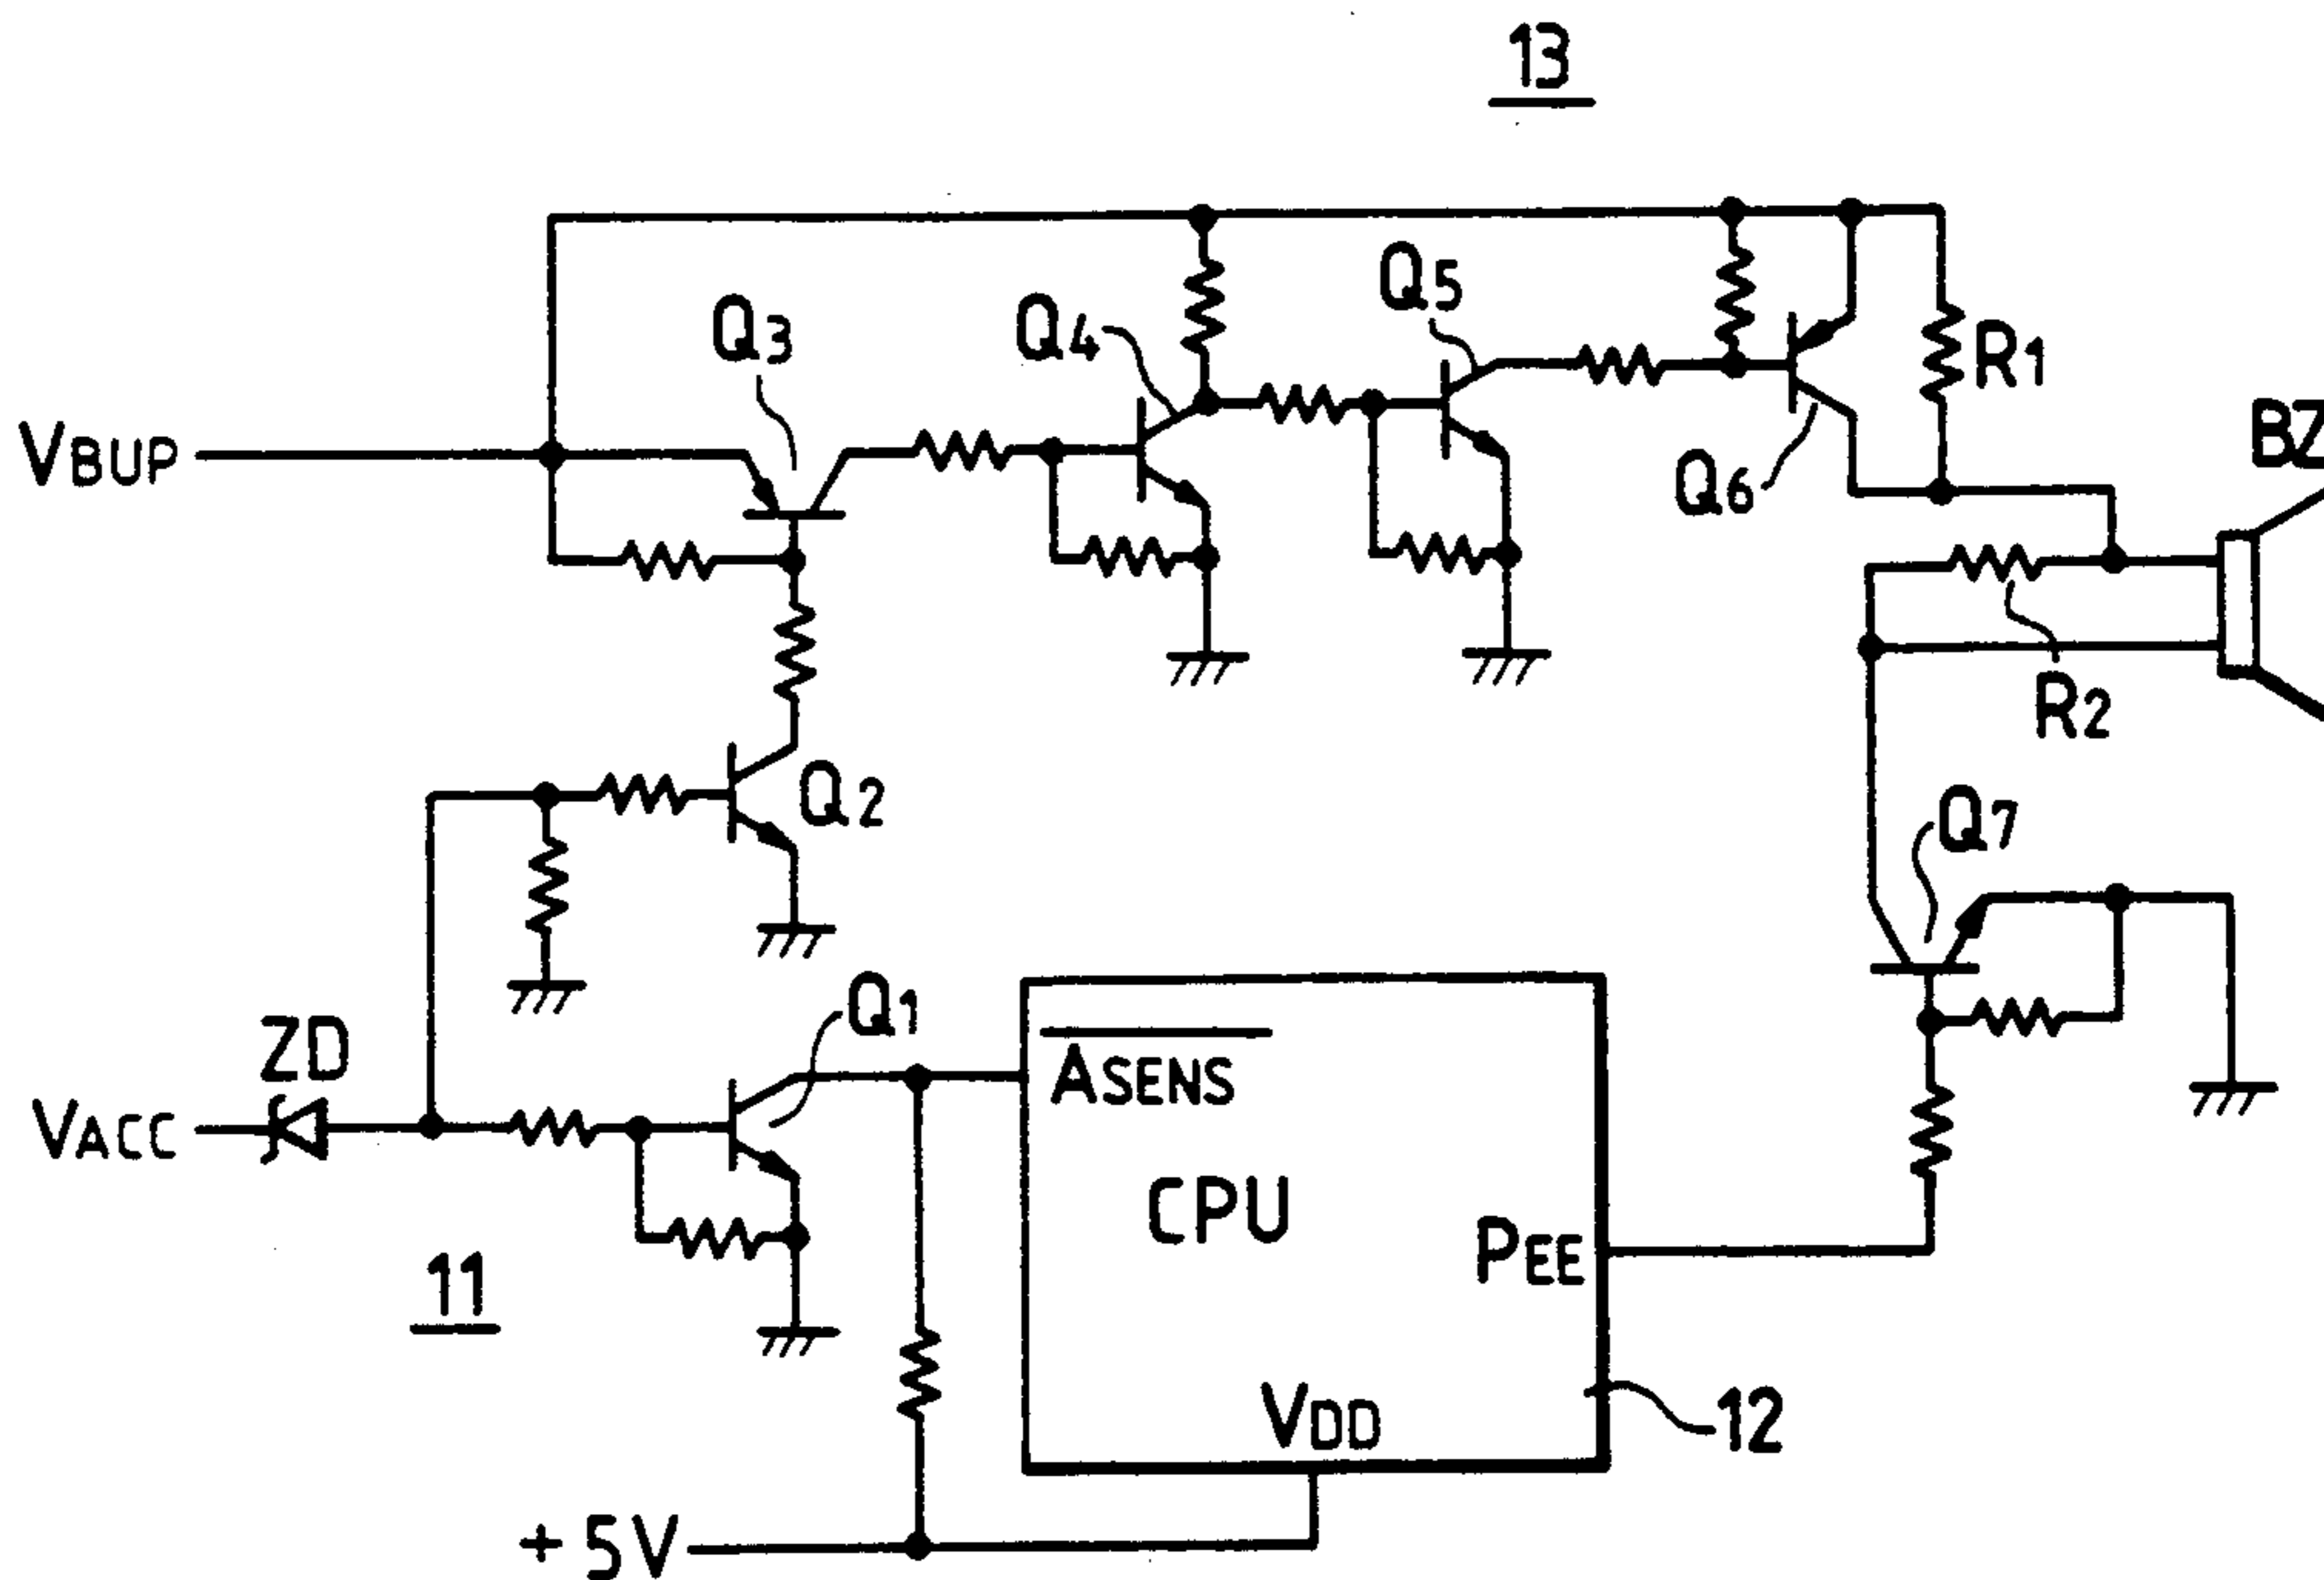 13
Q3
Q4
Q5
R1
VBUP
Q6
BZ
R2
Q2
Q7
Q1
ZD
ASENS
VACC
CPU
PEE
11
VDD
12
+5V